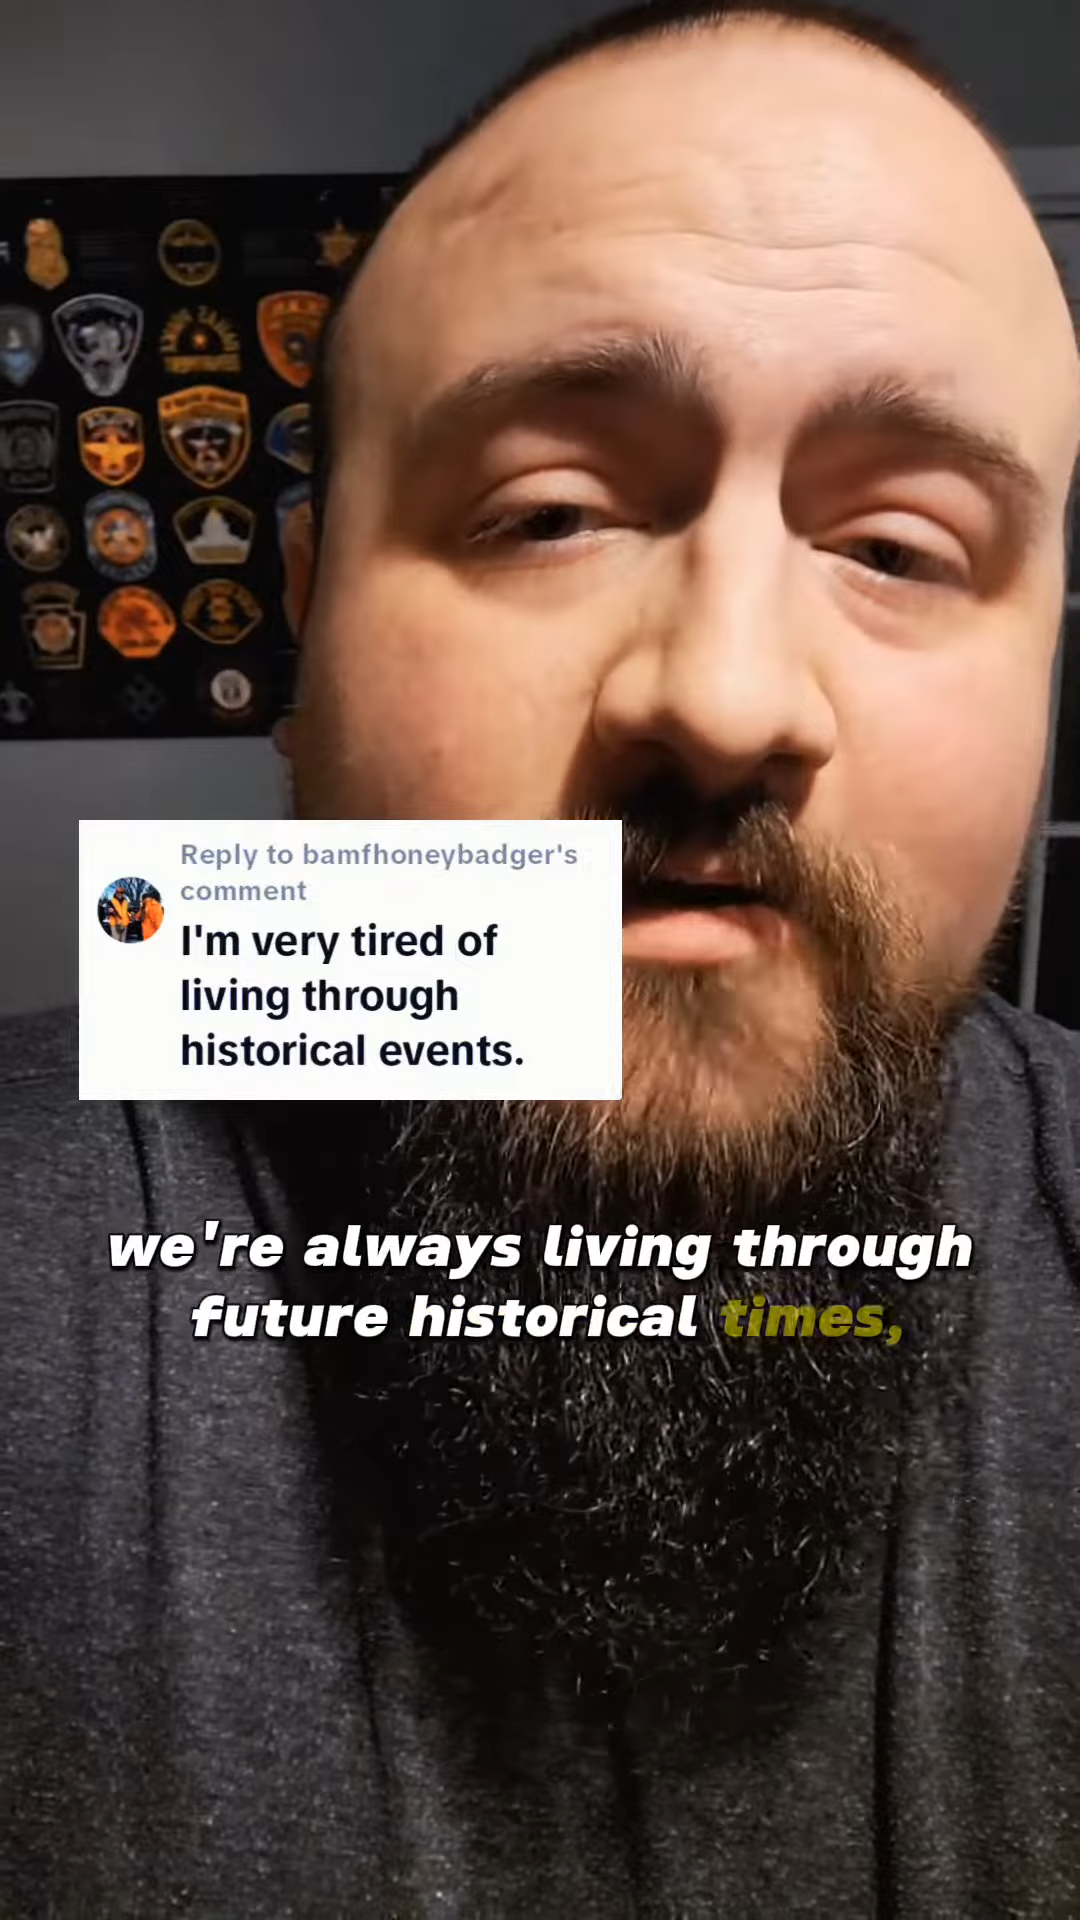 Reply to bamfhoneybadger's
comment
I'm very tired of
living through
historical events.
we're always living through
future historical times,